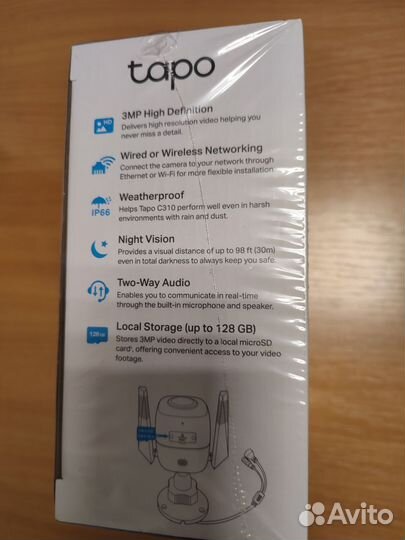 tapo
3MP High Definition
HD
Delivers high resolution video helping you
never miss a detail.
Wired or Wireless Networking
Connect the camera to your network through
Ethernet or Wi-Fi for more flexible installation.
Weatherproof
IP66
Helps Tapo C310 perform well even in harsh
environments with rain and dust.
Night Vision
Provides a visual distance of up to 98 ft (30m)
even in total darkness to always keep you safe.
Two-Way Audio
Enables you to communicate in real-time
through the built-in microphone and speaker.
Local Storage (up to 128 GB)
128 GB
Stores 3MP video directly to a local microSD
card¹, offering convenient access to your video
footage.
Avito